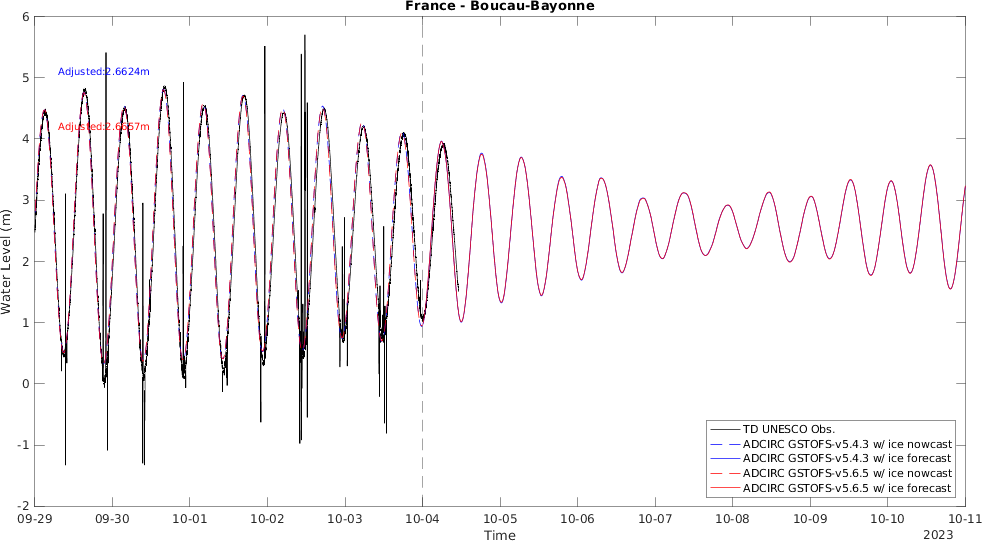 France - Boucau-Bayonne
6
5
4
3
2
1
0
-1
-2
Water Level (m)
Adjusted:2.6624m
Adjusted:2.6657m
TD UNESCO Obs.
ADCIRC GSTOFS-v5.4.3 w/ ice nowcast
ADCIRC GSTOFS-v5.4.3 w/ ice forecast
ADCIRC GSTOFS-v5.6.5 w/ ice nowcast
ADCIRC GSTOFS-v5.6.5 w/ ice forecast
09-29 09-30 10-01 10-02 10-03 10-04 10-05 10-06 10-07 10-08 10-09 10-10 10-11
Time
2023